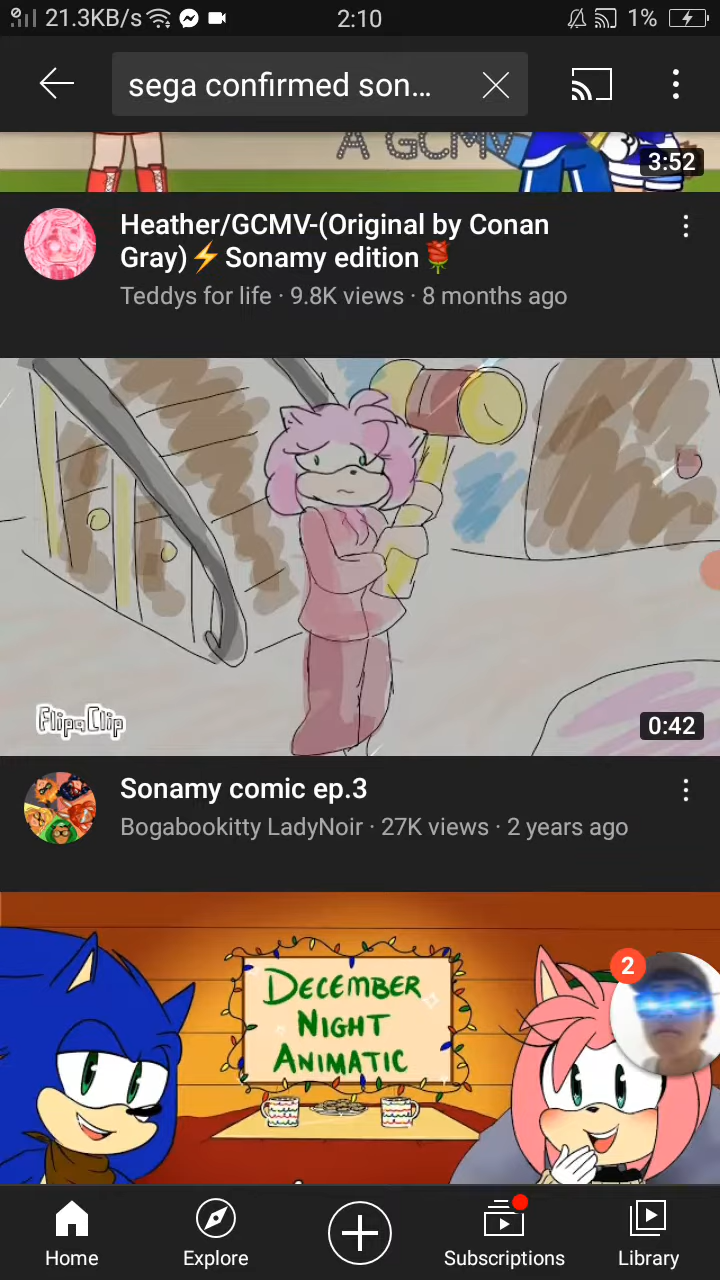 21.3KB/s 2:10 1%
sega confirmed son...
A GCMV
3:52
Heather/GCMV-(Original by Conan
Gray)⚡Sonamy edition🌹
Teddys for life · 9.8K views · 8 months ago
FlipaClip
0:42
Sonamy comic ep.3
Bogabookitty LadyNoir · 27K views · 2 years ago
2
DECEMBER
NIGHT
ANIMATIC
Home Explore Subscriptions Library